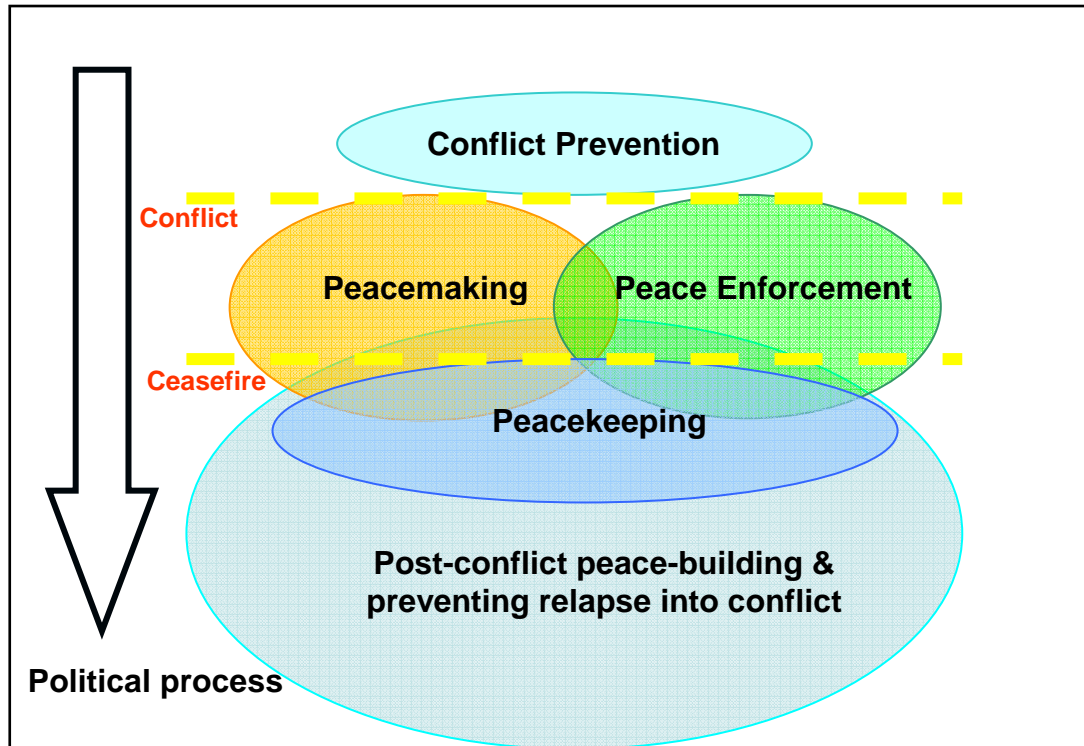 Conflict Prevention
Conflict
Peacemaking
Peace Enforcement
Ceasefire
Peacekeeping
Post-conflict peace-building &
preventing relapse into conflict
Political process